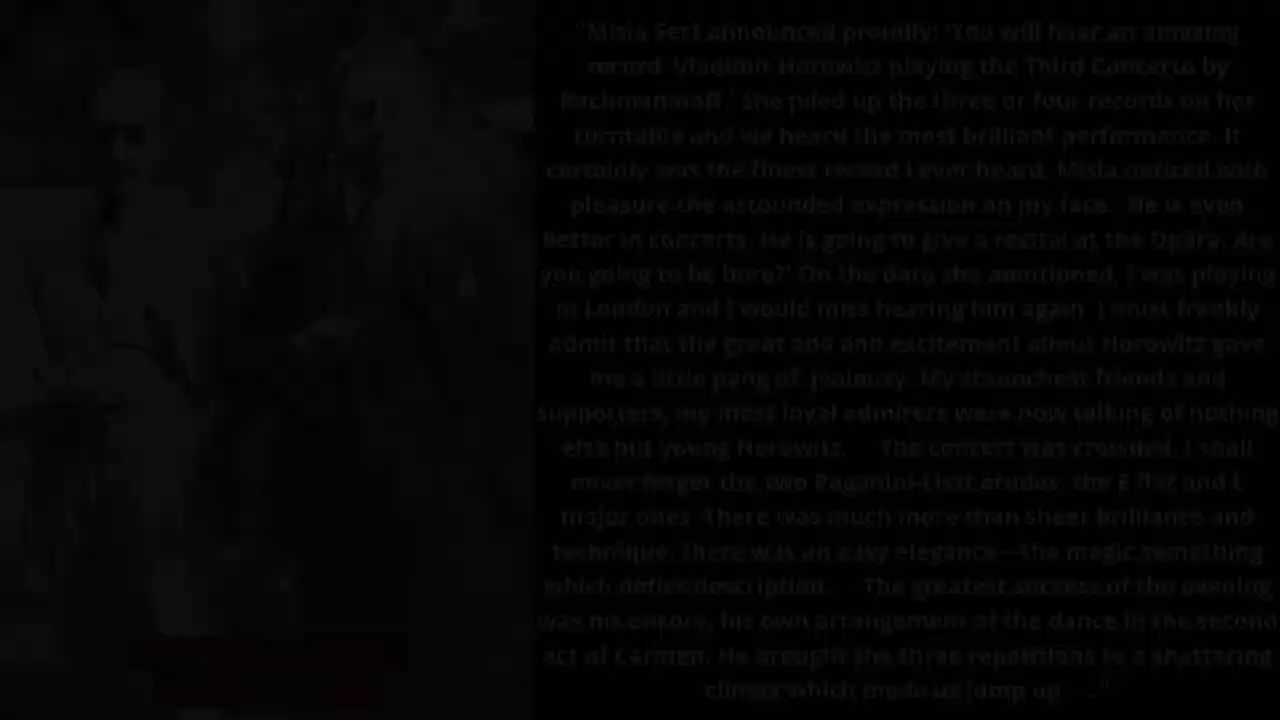 "Misia Sert announced proudly: 'You will hear an amazing
record. Vladimir Horowitz playing the Third Concerto by
Rachmaninoff.' She piled up the three or four records on her
turntable and we heard the most brilliant performance. It
certainly was the finest record I ever heard. Misia noticed with
pleasure the astounded expression on my face. 'He is even
better in concerts. He is going to give a recital at the Opéra. Are
you going to be here?' On the date she mentioned, I was playing
in London and I would miss hearing him again. I must frankly
admit that the great ado and excitement about Horowitz gave
me a little pang of jealousy. My staunchest friends and
supporters, my most loyal admirers were now talking of nothing
else but young Horowitz. ... The concert was crowded. I shall
never forget the two Paganini-Liszt études, the E flat and
major ones. There was much more than sheer brilliance and
technique. There was an easy elegance—the magic something
which defies description. ... The greatest success of the evening
was his encore, his own arrangement of the dance in the second
act of Carmen. He brought the three repetitions to a shattering
climax which made us jump up. ..."